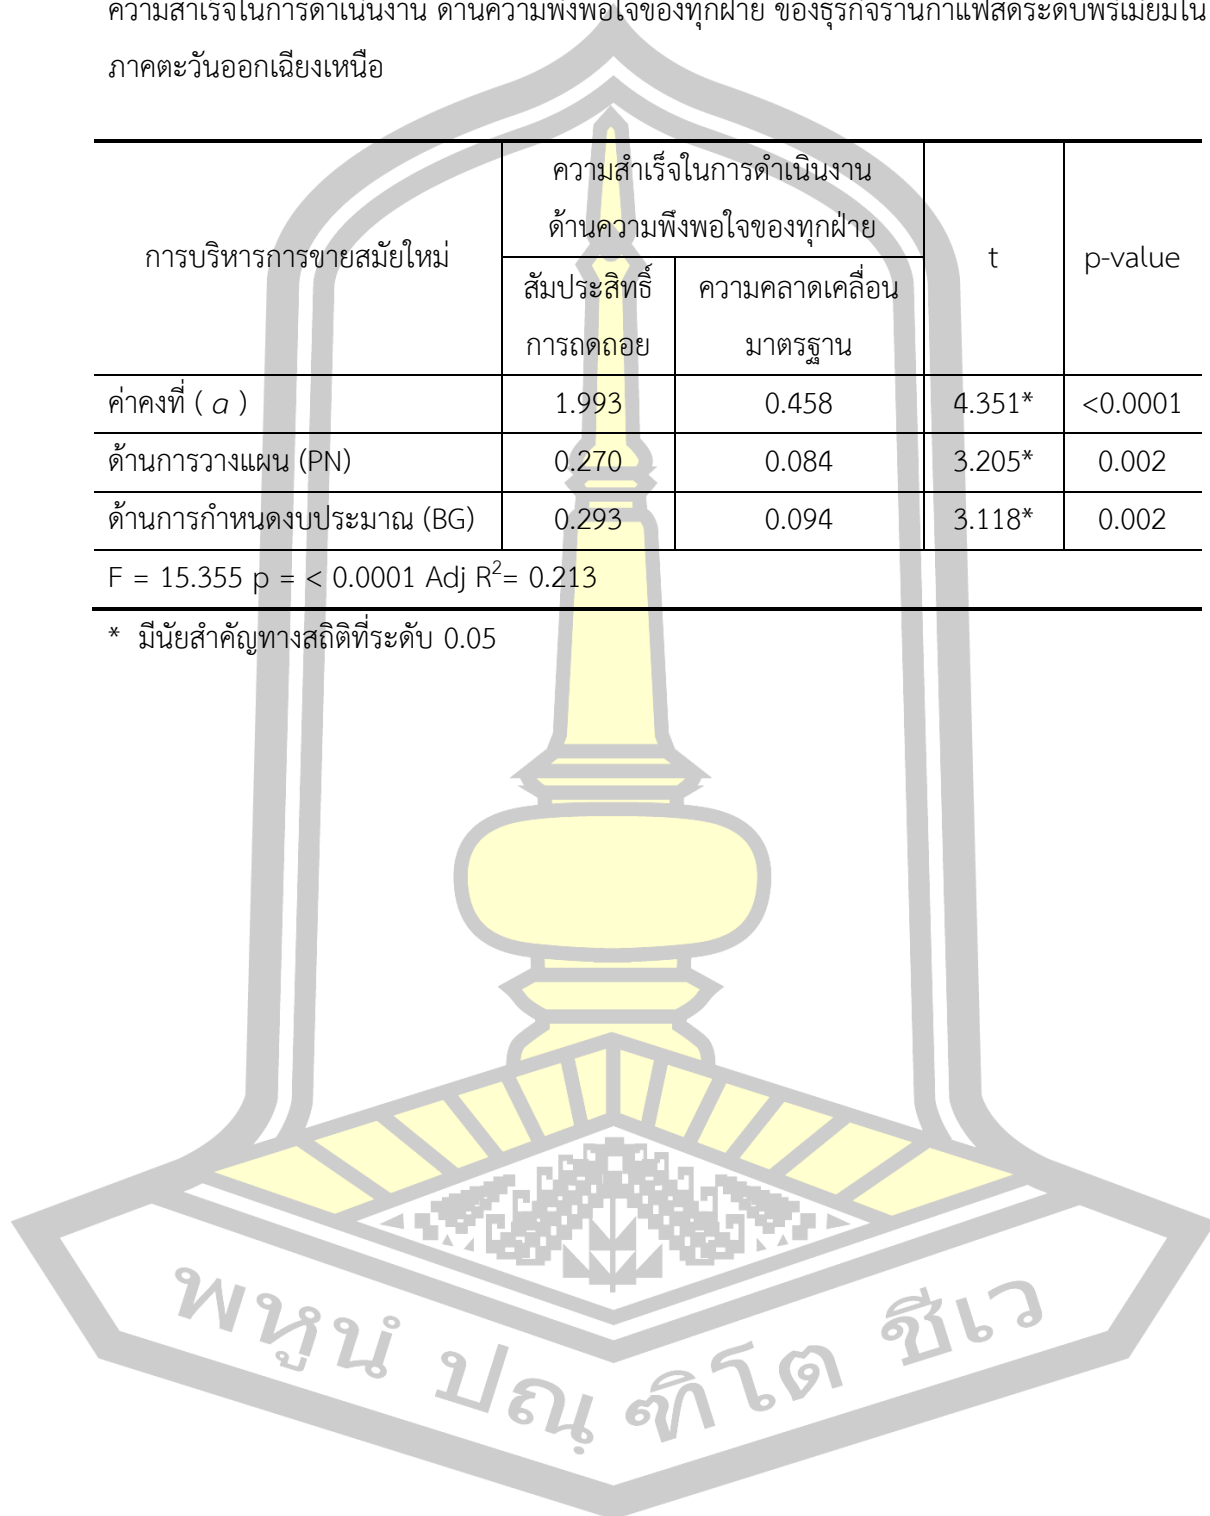 ความสำเร็จในการดำเนินงาน ด้านความพึงพอใจของทุกฝ่าย ของธุรกิจร้านกาแฟสดระดับพรีเมียมใน
ภาคตะวันออกเฉียงเหนือ
การบริหารการขายสมัยใหม่
ความสำเร็จในการดำเนินงาน
ด้านความพึงพอใจของทุกฝ่าย
t
p-value
สัมประสิทธิ์
การถดถอย
ความคลาดเคลื่อน
มาตรฐาน
ค่าคงที่ ( a ) 1.993 0.458 4.351* <0.0001
ด้านการวางแผน (PN) 0.270 0.084 3.205* 0.002
ด้านการกำหนดงบประมาณ (BG) 0.293 0.094 3.118* 0.002
F = 15.355 p = < 0.0001 Adj R²= 0.213
* มีนัยสำคัญทางสถิติที่ระดับ 0.05
พหูนํ ปณฺฑิโต ชีเว